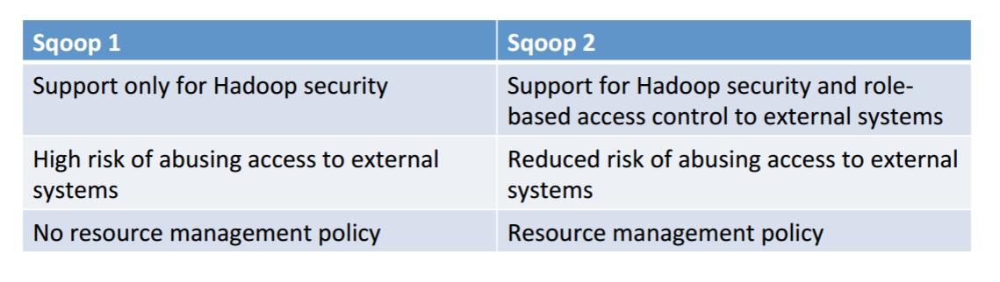 Sqoop 1
Sqoop 2
Support only for Hadoop security
Support for Hadoop security and role-
based access control to external systems
High risk of abusing access to external
systems
Reduced risk of abusing access to external
systems
No resource management policy
Resource management policy